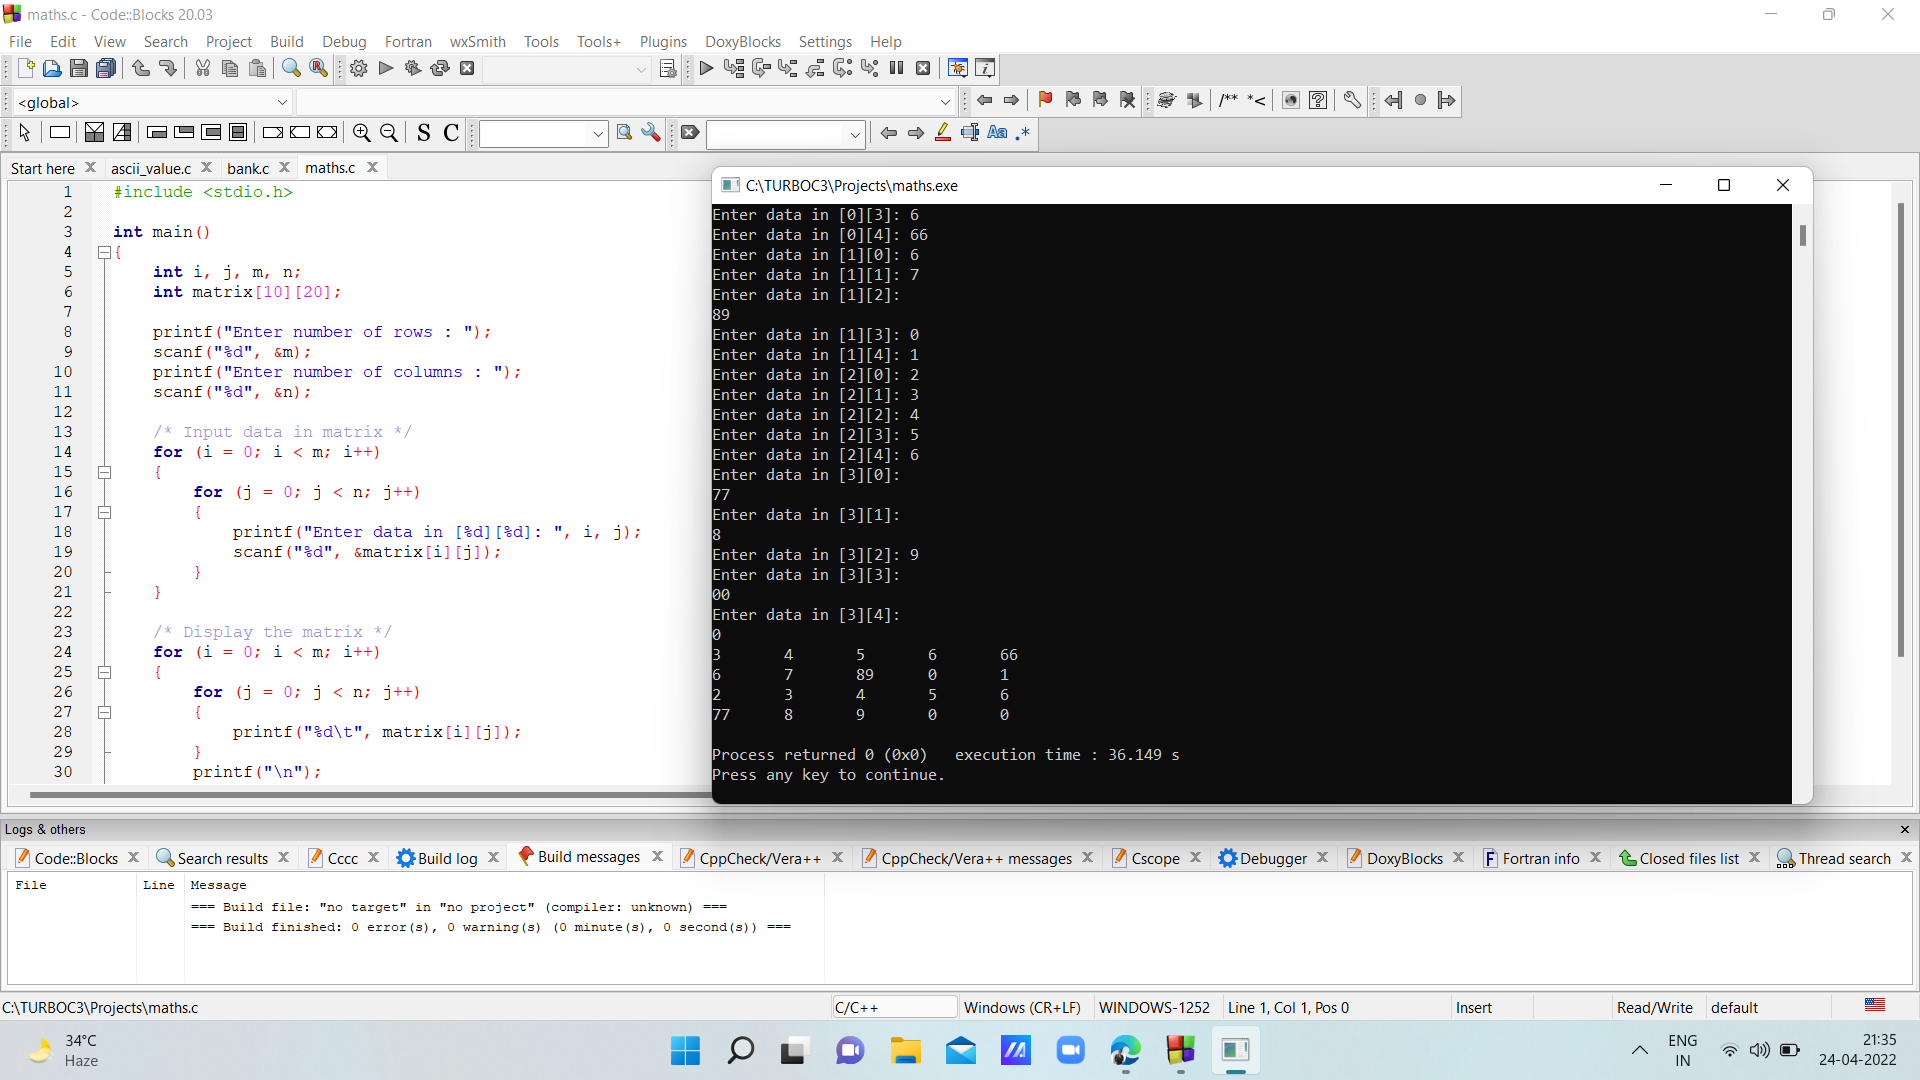 maths.c - Code::Blocks 20.03
File Edit View Search Project Build Debug Fortran wxSmith Tools Tools+ Plugins DoxyBlocks Settings Help
<global>
/** *<
S C
Aa .*
Start here ascii_value.c bank.c maths.c
1 #include <stdio.h>
2
3 int main()
4 {
5 int i, j, m, n;
6 int matrix[10][20];
7
8 printf("Enter number of rows : ");
9 scanf("%d", &m);
10 printf("Enter number of columns : ");
11 scanf("%d", &n);
12
13 /* Input data in matrix */
14 for (i = 0; i < m; i++)
15 {
16 for (j = 0; j < n; j++)
17 {
18 printf("Enter data in [%d][%d]: ", i, j);
19 scanf("%d", &matrix[i][j]);
20 }
21 }
22
23 /* Display the matrix */
24 for (i = 0; i < m; i++)
25 {
26 for (j = 0; j < n; j++)
27 {
28 printf("%d\t", matrix[i][j]);
29 }
30 printf("\n");
C:\TURBOC3\Projects\maths.exe
Enter data in [0][3]: 6
Enter data in [0][4]: 66
Enter data in [1][0]: 6
Enter data in [1][1]: 7
Enter data in [1][2]:
89
Enter data in [1][3]: 0
Enter data in [1][4]: 1
Enter data in [2][0]: 2
Enter data in [2][1]: 3
Enter data in [2][2]: 4
Enter data in [2][3]: 5
Enter data in [2][4]: 6
Enter data in [3][0]:
77
Enter data in [3][1]:
8
Enter data in [3][2]: 9
Enter data in [3][3]:
00
Enter data in [3][4]:
0
3 4 5 6 66
6 7 89 0 1
2 3 4 5 6
77 8 9 0 0
Process returned 0 (0x0) execution time : 36.149 s
Press any key to continue.
Logs & others
Code::Blocks Search results Cccc Build log Build messages CppCheck/Vera++ CppCheck/Vera++ messages Cscope Debugger DoxyBlocks Fortran info Closed files list Thread search
File Line Message
=== Build file: "no target" in "no project" (compiler: unknown) ===
=== Build finished: 0 error(s), 0 warning(s) (0 minute(s), 0 second(s)) ===
C:\TURBOC3\Projects\maths.c C/C++ Windows (CR+LF) WINDOWS-1252 Line 1, Col 1, Pos 0 Insert Read/Write default
34°C
Haze
ENG
IN
21:35
24-04-2022